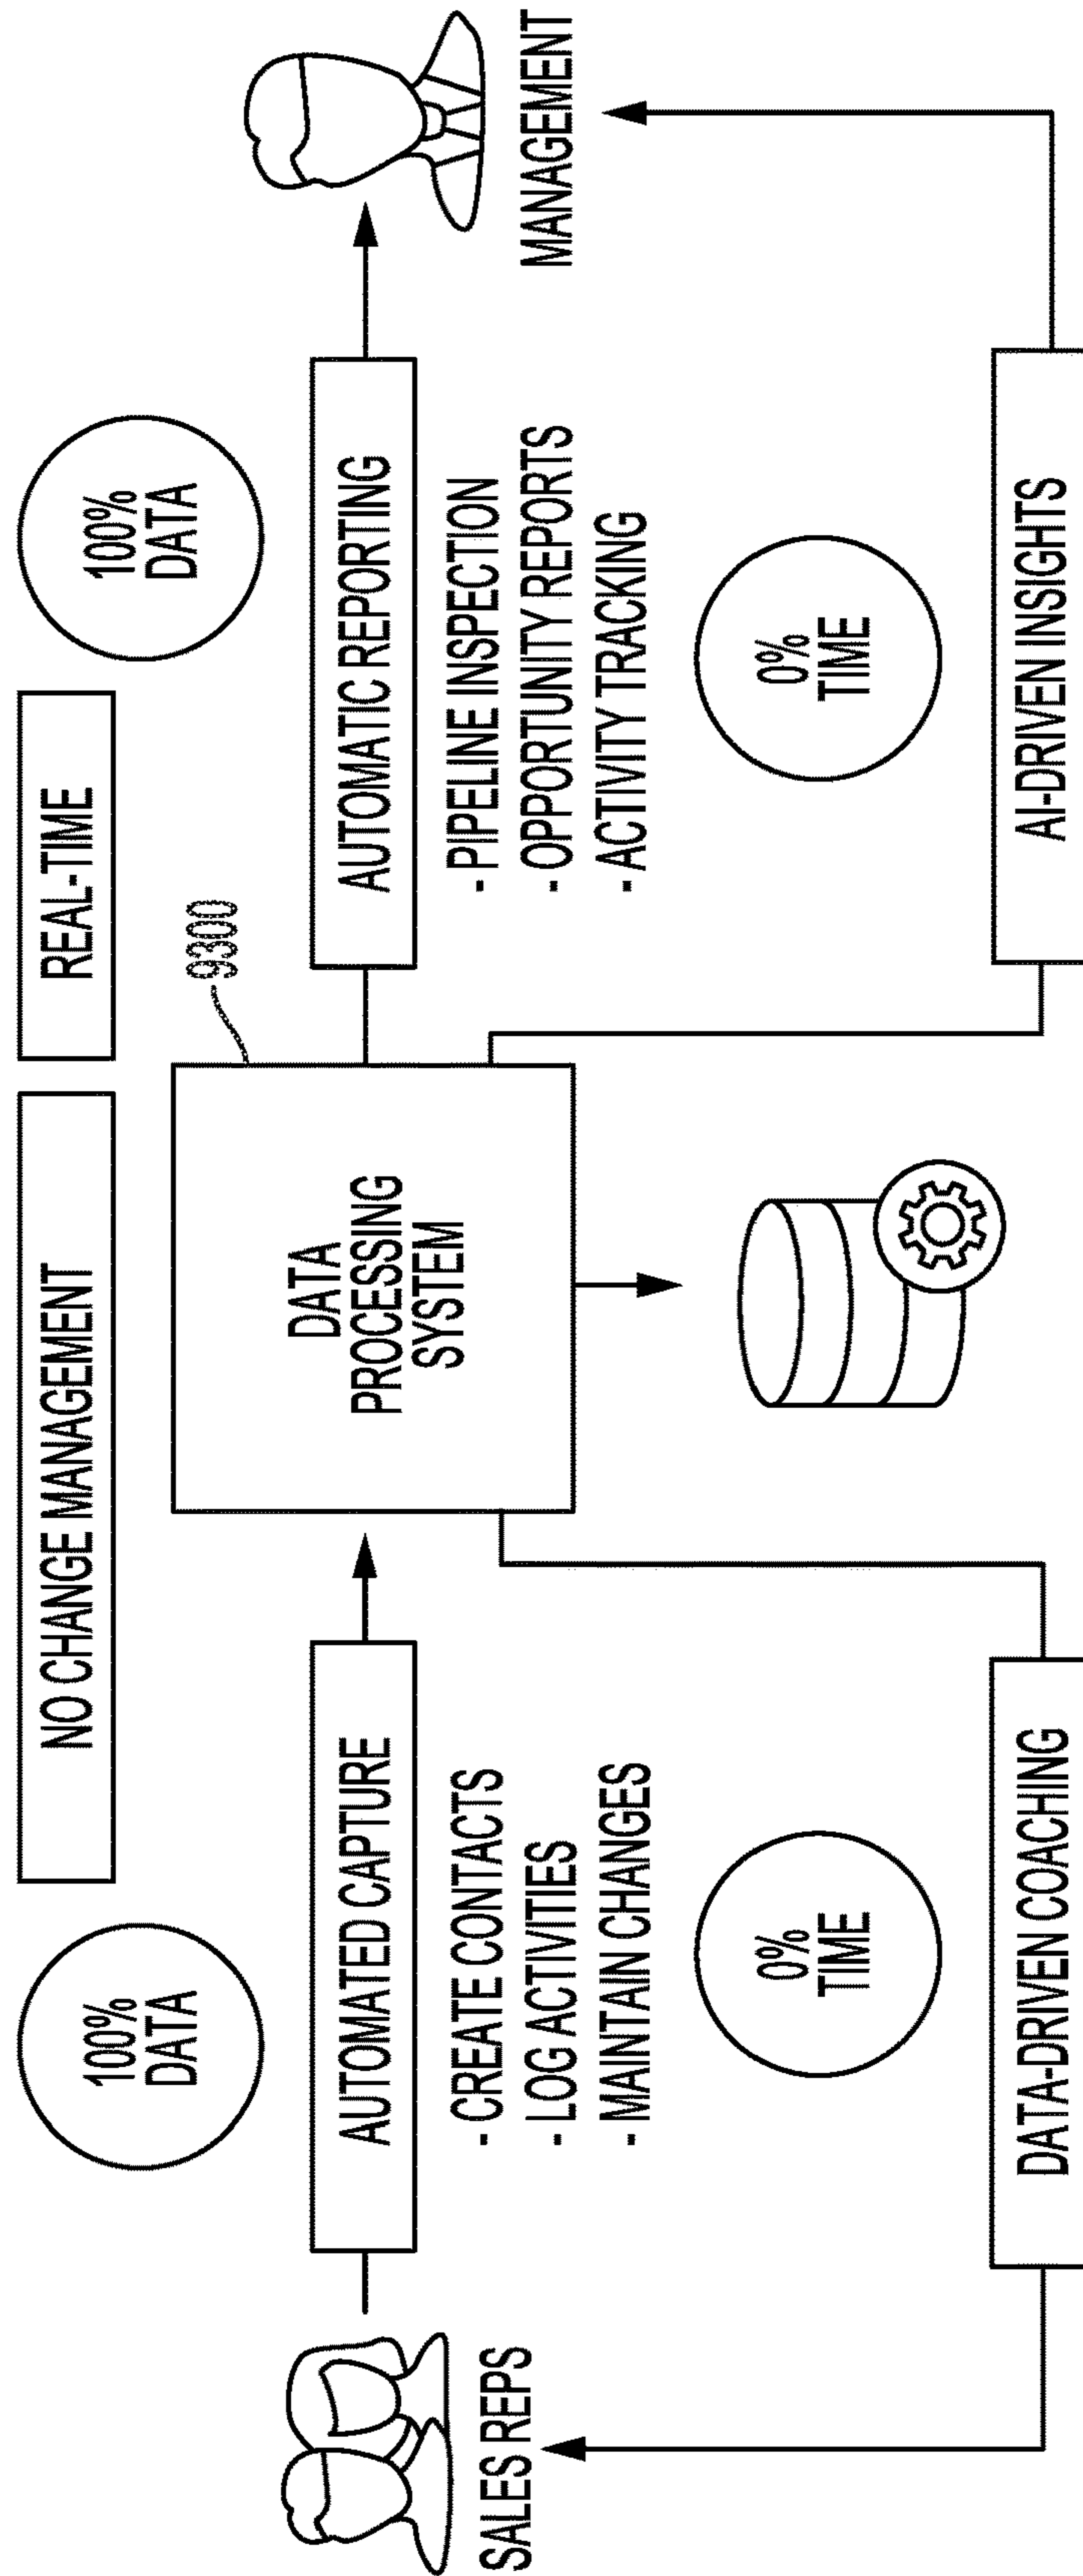 NO CHANGE MANAGEMENT
REAL-TIME
100%
DATA
100%
DATA
9300
SALES REPS
AUTOMATED CAPTURE
- CREATE CONTACTS
- LOG ACTIVITIES
- MAINTAIN CHANGES
DATA
PROCESSING
SYSTEM
AUTOMATIC REPORTING
- PIPELINE INSPECTION
- OPPORTUNITY REPORTS
- ACTIVITY TRACKING
MANAGEMENT
0%
TIME
0%
TIME
DATA-DRIVEN COACHING
AI-DRIVEN INSIGHTS